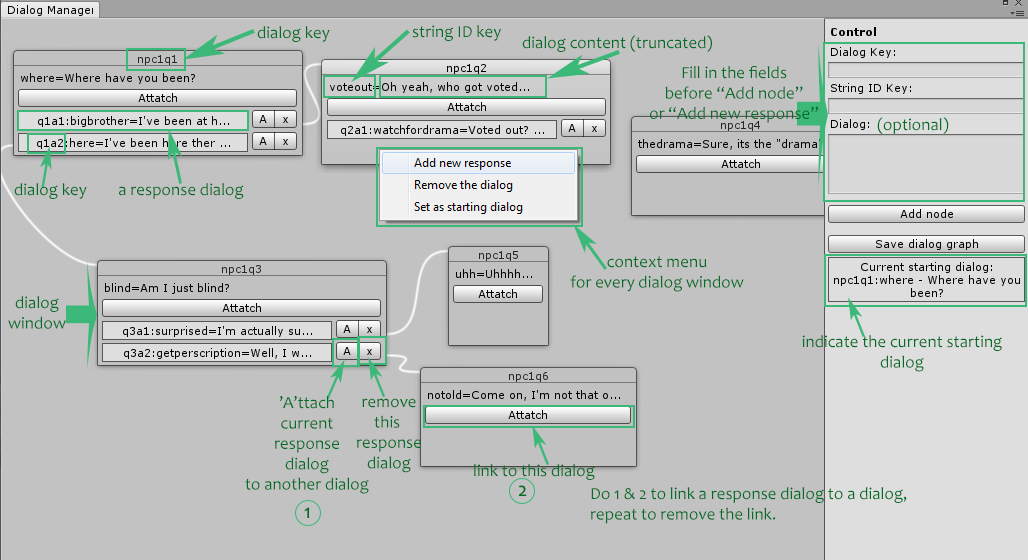 Dialog Manager
dialog key
string ID key
dialog content (truncated)
npc1q1
where=Where have you been?
Attatch
q1a1:bigbrother=I've been at h...
A
x
q1a2:here=I've been here ther ...
A
x
dialog key
a response dialog
npc1q2
voteout=Oh yeah, who got voted...
Attatch
q2a1:watchfordrama=Voted out? ...
A
x
Add new response
Remove the dialog
Set as starting dialog
context menu
for every dialog window
Fill in the fields
before “Add node”
or “Add new response”
npc1q4
thedrama=Sure, its the "drama"
Attatch
Control
Dialog Key:
String ID Key:
Dialog:
(optional)
Add node
Save dialog graph
Current starting dialog:
npc1q1:where - Where have you
been?
indicate the current starting
dialog
dialog
window
npc1q3
blind=Am I just blind?
Attatch
q3a1:surprised=I'm actually su...
A
x
q3a2:getperscription=Well, I w...
A
x
npc1q5
uhh=Uhhhh...
Attatch
npc1q6
notold=Come on, I'm not that o...
Attatch
’A’ttach
current
response
dialog
to another dialog
1
remove
this
response
dialog
link to this dialog
2
Do 1 & 2 to link a response dialog to a dialog,
repeat to remove the link.